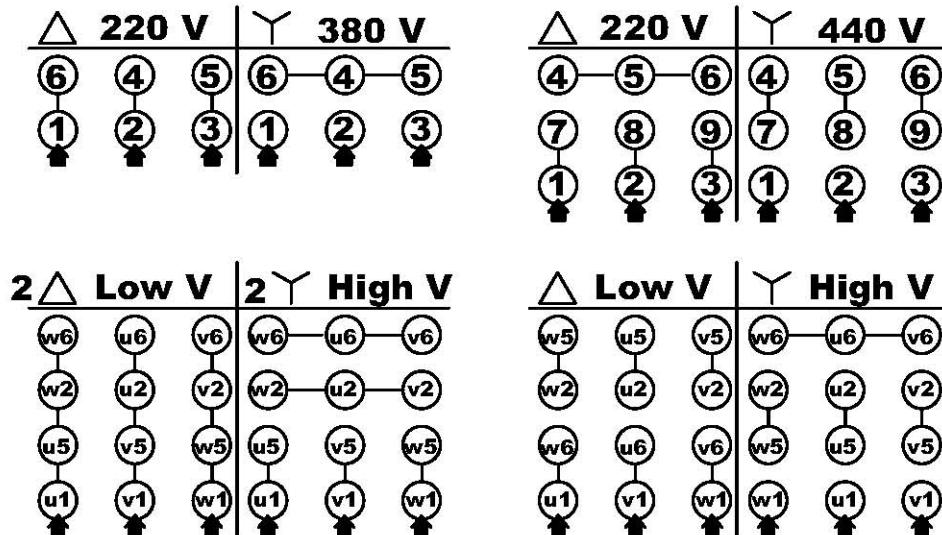 220 V 380 V
6 4 5 6 4 5
1 2 3 1 2 3
220 V 440 V
4 5 6 4 5 6
7 8 9 7 8 9
1 2 3 1 2 3
2 Low V 2 High V
w6 u6 v6 w6 u6 v6
w2 u2 v2 w2 u2 v2
u5 v5 w5 u5 v5 w5
u1 v1 w1 u1 v1 w1
Low V High V
w5 u5 v5 w6 u6 v6
w2 u2 v2 w2 u2 v2
w6 u6 v6 w5 u5 v5
u1 v1 w1 w1 u1 v1